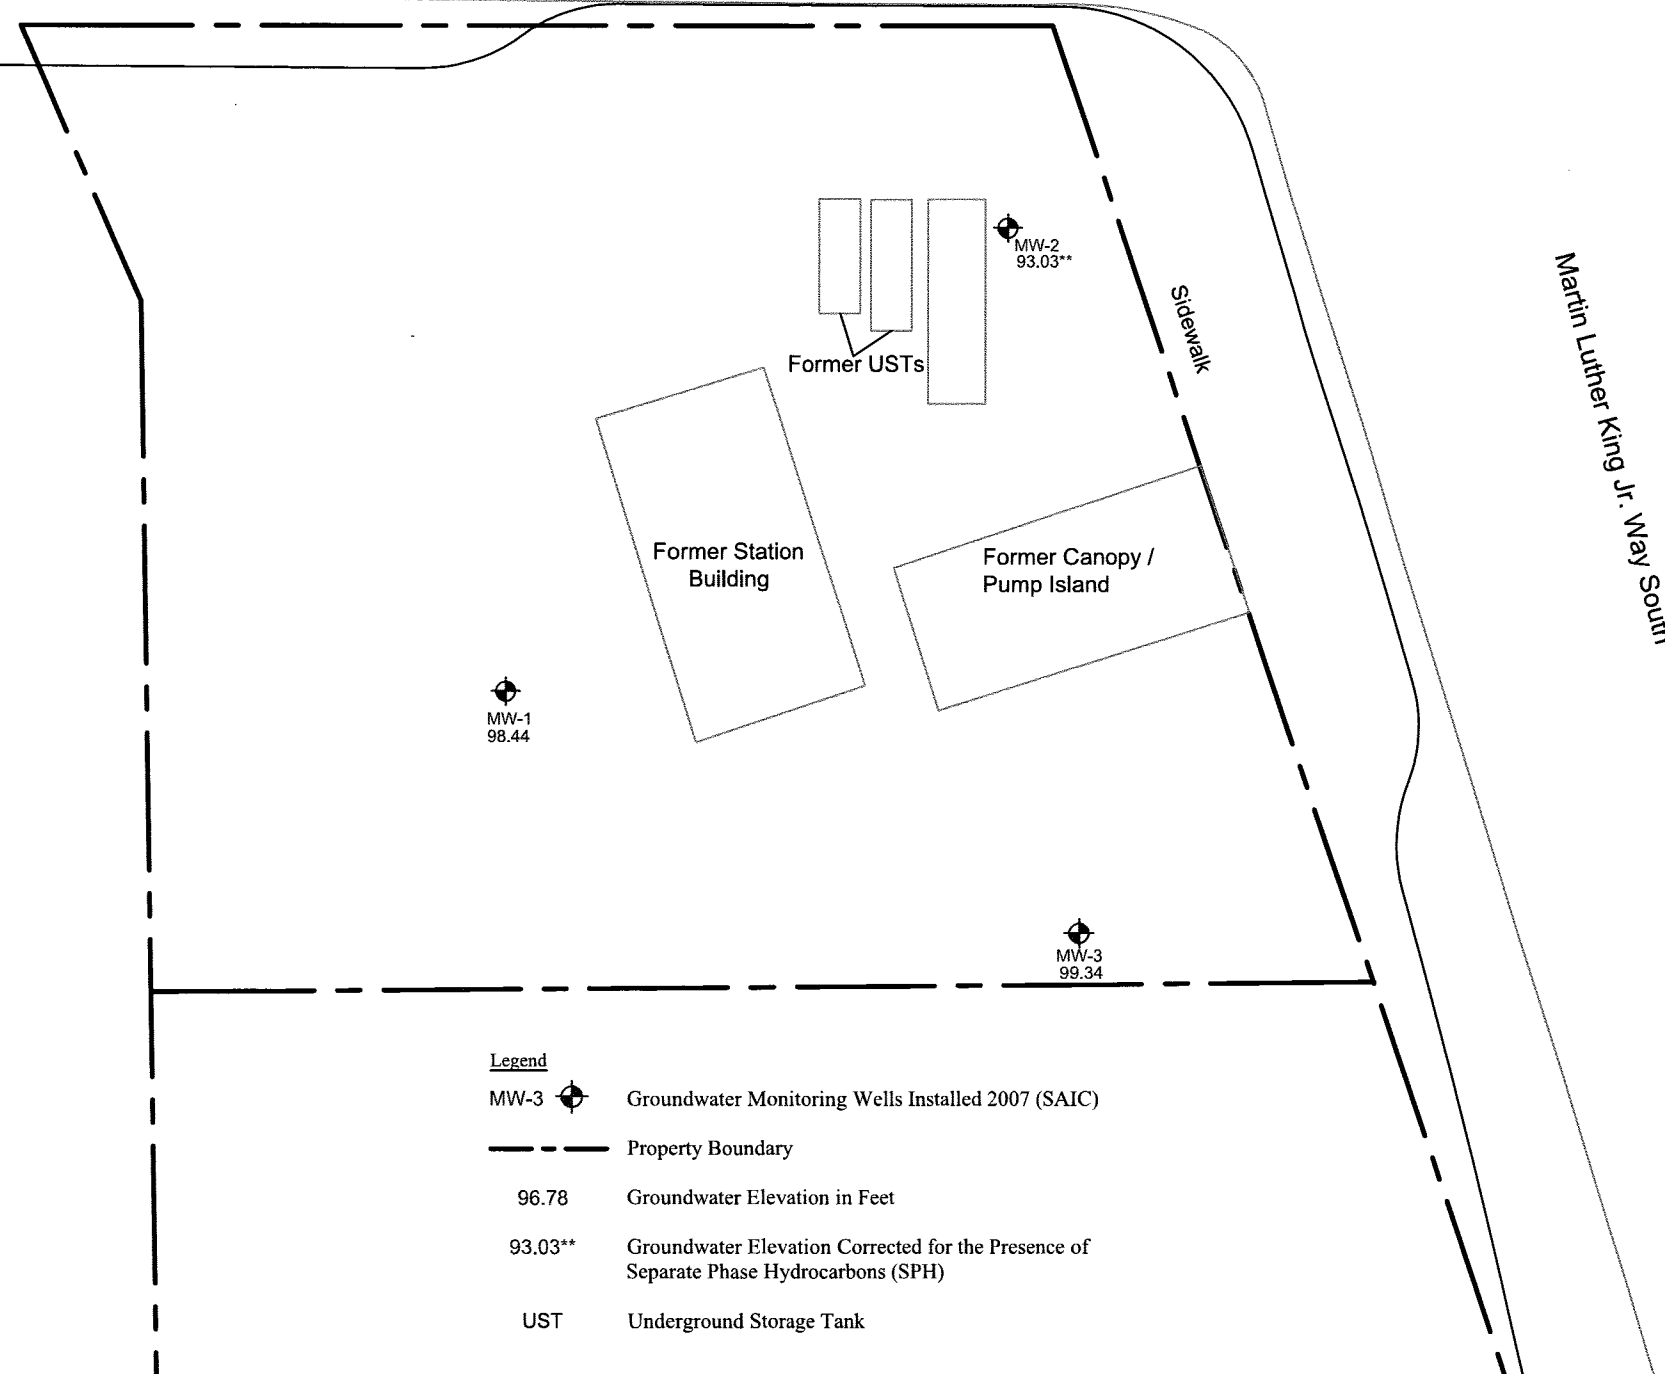 MW-2
93.03**
Sidewalk
Martin Luther King Jr. Way South
Former USTs
Former Station
Building
Former Canopy /
Pump Island
MW-1
98.44
MW-3
99.34
Legend
MW-3 Groundwater Monitoring Wells Installed 2007 (SAIC)
Property Boundary
96.78 Groundwater Elevation in Feet
93.03** Groundwater Elevation Corrected for the Presence of
Separate Phase Hydrocarbons (SPH)
UST Underground Storage Tank